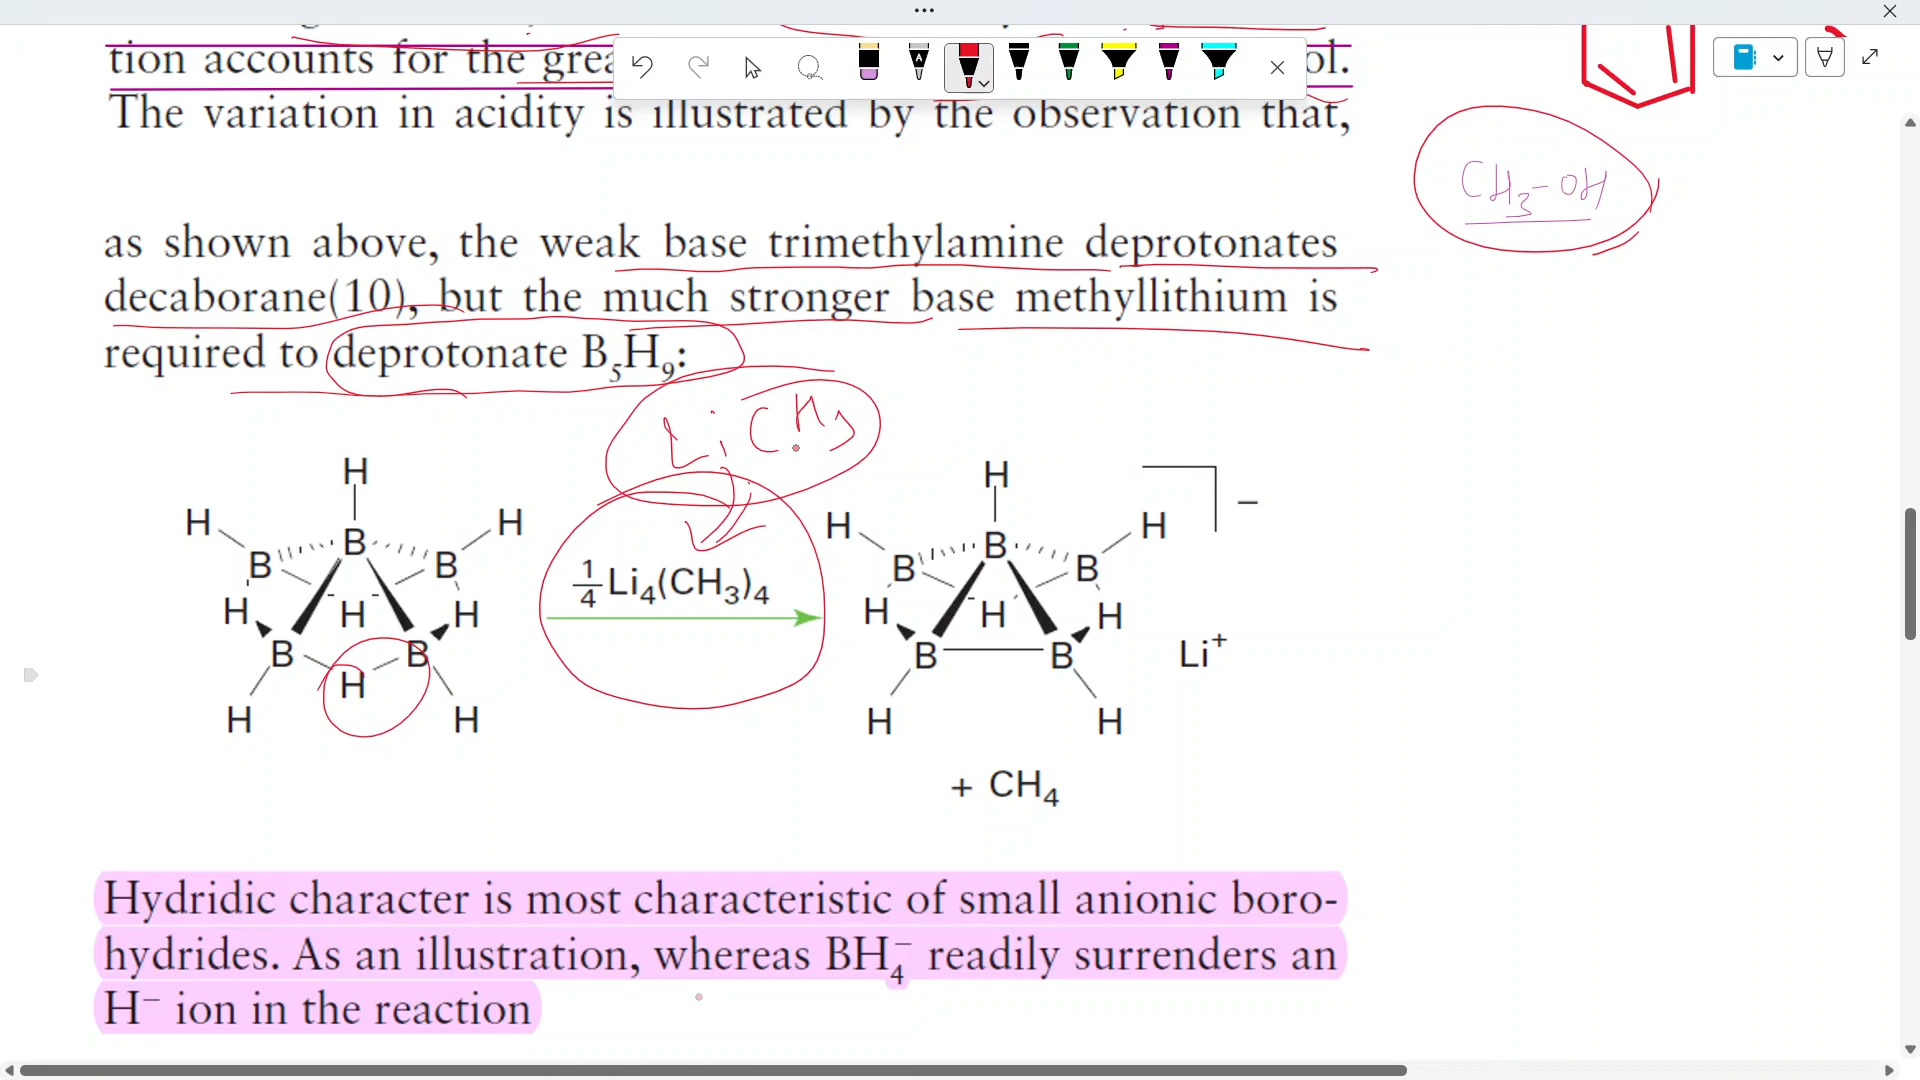 tion accounts for the grea ol.
The variation in acidity is illustrated by the observation that,
CH3-OH
as shown above, the weak base trimethylamine deprotonates
decaborane(10), but the much stronger base methyllithium is
required to deprotonate B5H9:
Li CH3
H H
H H H H
B B B B B B
1/4 Li4(CH3)4
H H H H H H
B B B B Li+
H
H H H H
+ CH4
Hydridic character is most characteristic of small anionic boro-
hydrides. As an illustration, whereas BH4− readily surrenders an
H− ion in the reaction